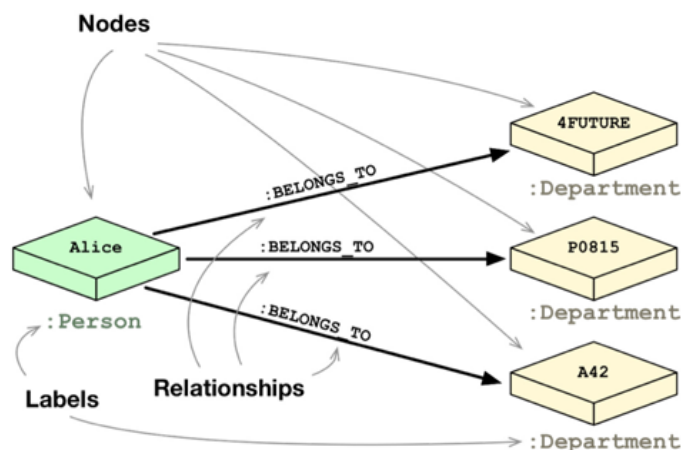 Nodes
4FUTURE
:BELONGS_TO
:Department
Alice
:BELONGS_TO
P0815
:Person
:BELONGS_TO
:Department
A42
Labels
Relationships
:Department